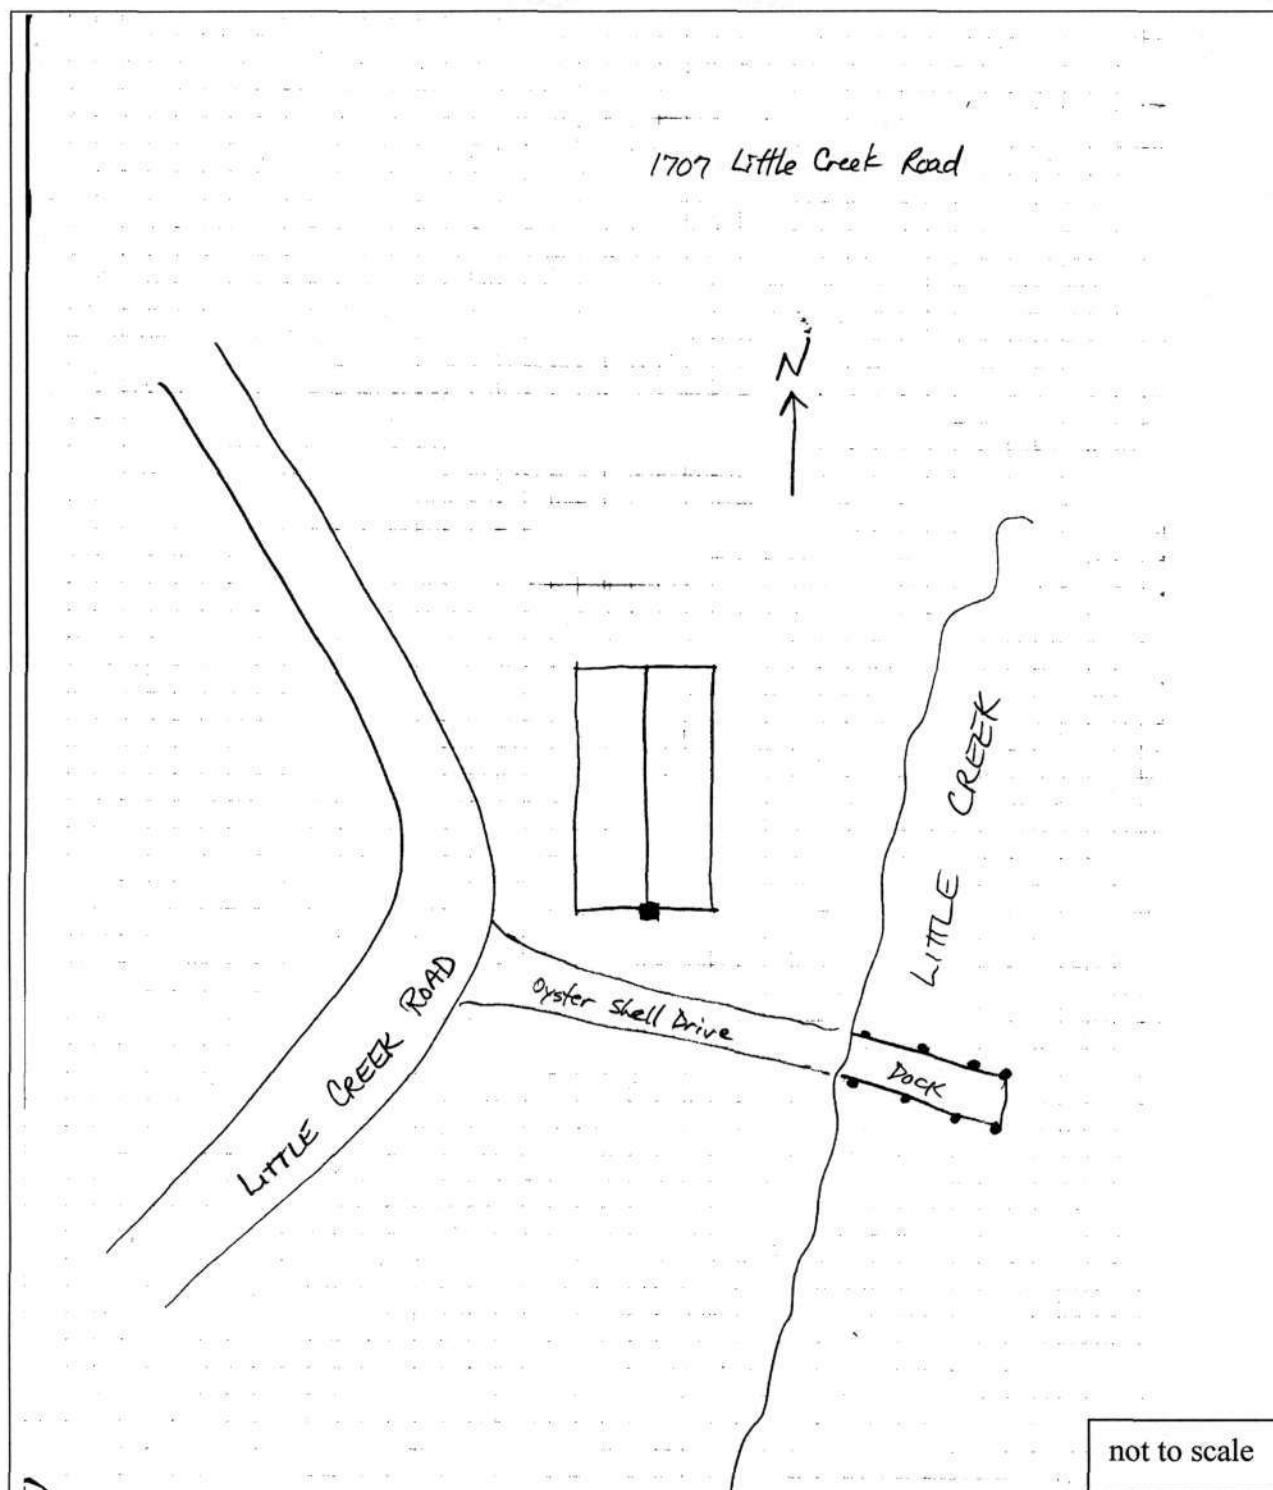 1707 Little Creek Road
N
LITTLE CREEK
LITTLE CREEK ROAD
Oyster Shell Drive
DOCK
not to scale